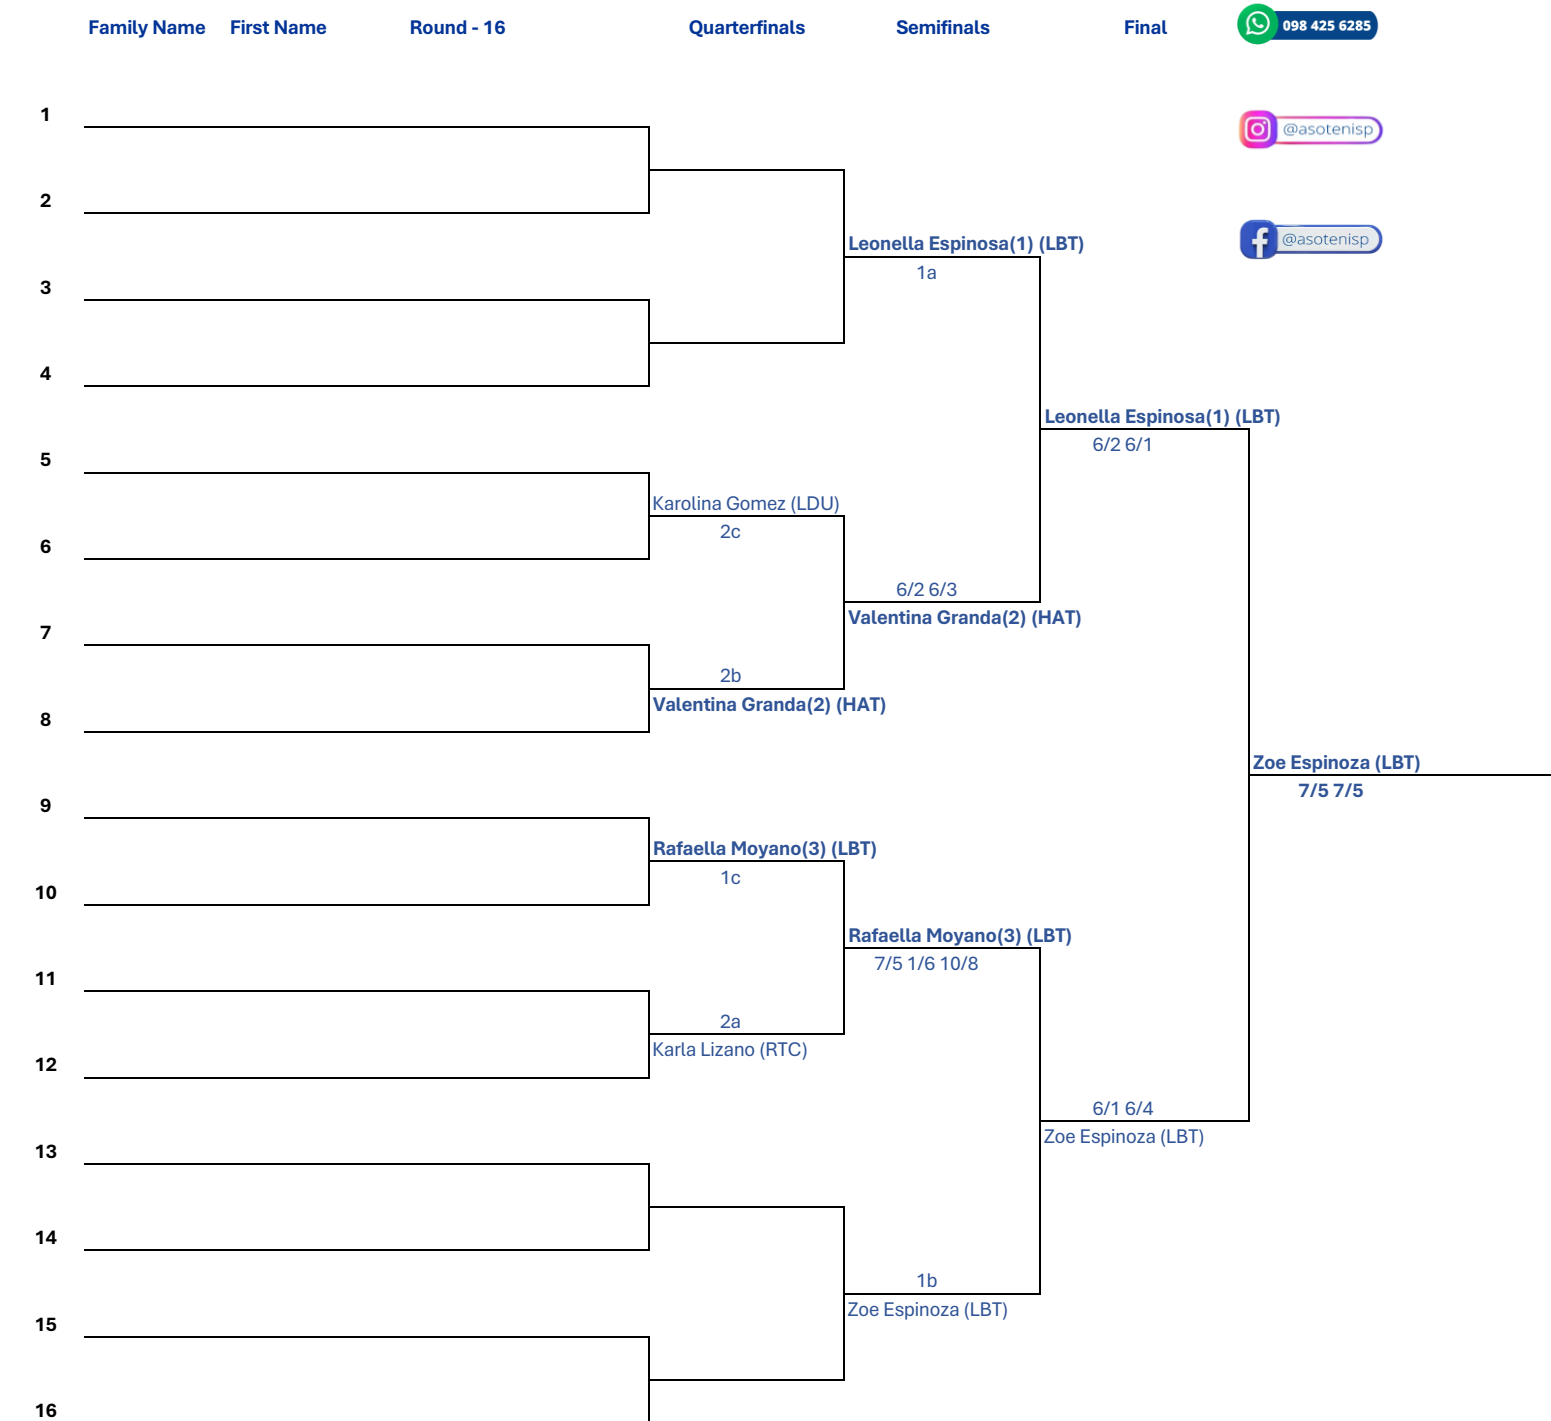 Family Name First Name Round - 16 Quarterfinals Semifinals Final 098 425 6285
1
@asotenisp
2
@asotenisp
Leonella Espinosa(1) (LBT)
1a
3
4
Leonella Espinosa(1) (LBT)
6/2 6/1
5
Karolina Gomez (LDU)
2c
6
6/2 6/3
Valentina Granda(2) (HAT)
7
2b
Valentina Granda(2) (HAT)
8
Zoe Espinoza (LBT)
7/5 7/5
9
Rafaella Moyano(3) (LBT)
1c
10
Rafaella Moyano(3) (LBT)
7/5 1/6 10/8
11
2a
Karla Lizano (RTC)
12
6/1 6/4
Zoe Espinoza (LBT)
13
14
1b
Zoe Espinoza (LBT)
15
16